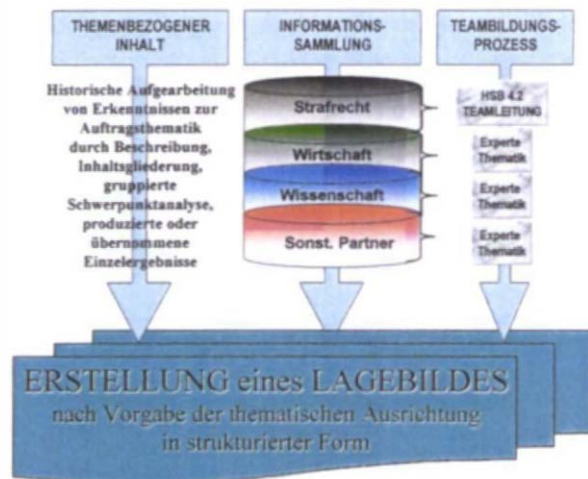 THEMENBEZOGENER
INHALT
Historische Aufgearbeitung
von Erkenntnissen zur
Auftragsthematik
durch Beschreibung,
Inhaltsgliederung,
gruppierte
Schwerpunktanalyse,
produzierte oder
übernommene
Einzelergebnisse
INFORMATIONS-
SAMMLUNG
Strafrecht
Wirtschaft
Wissenschaft
Sonst. Partner
TEAMBILDUNGS-
PROZESS
HSB 4.2
TEAMLEITUNG
Experte
Thematik
Experte
Thematik
Experte
Thematik
ERSTELLUNG eines LAGEBILDES
nach Vorgabe der thematischen Ausrichtung
in strukturierter Form